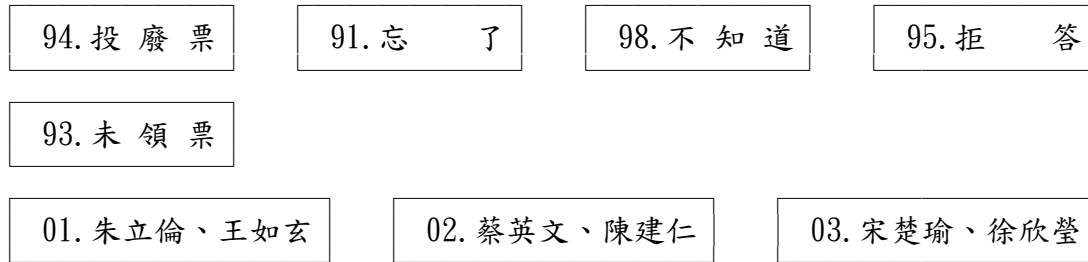 94.投 廢 票 91.忘 了 98.不 知 道 95.拒 答
93.未 領 票
01.朱立倫、王如玄 02.蔡英文、陳建仁 03.宋楚瑜、徐欣瑩